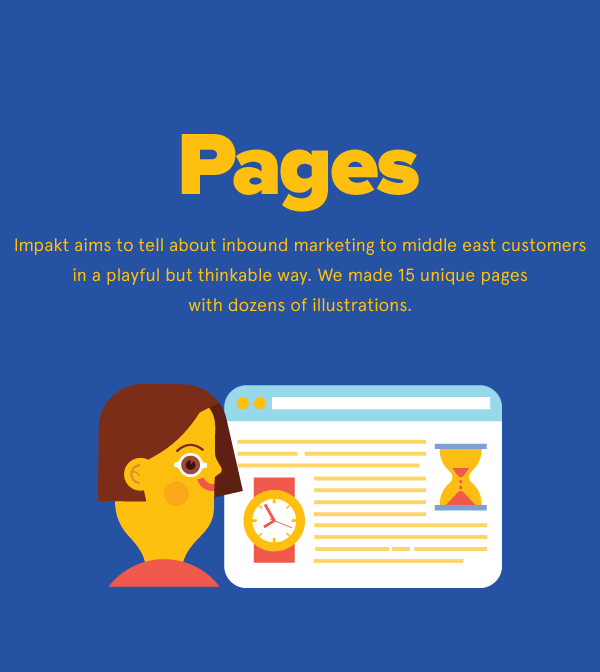 Pages
Impakt aims to tell about inbound marketing to middle east customers
in a playful but thinkable way. We made 15 unique pages
with dozens of illustrations.